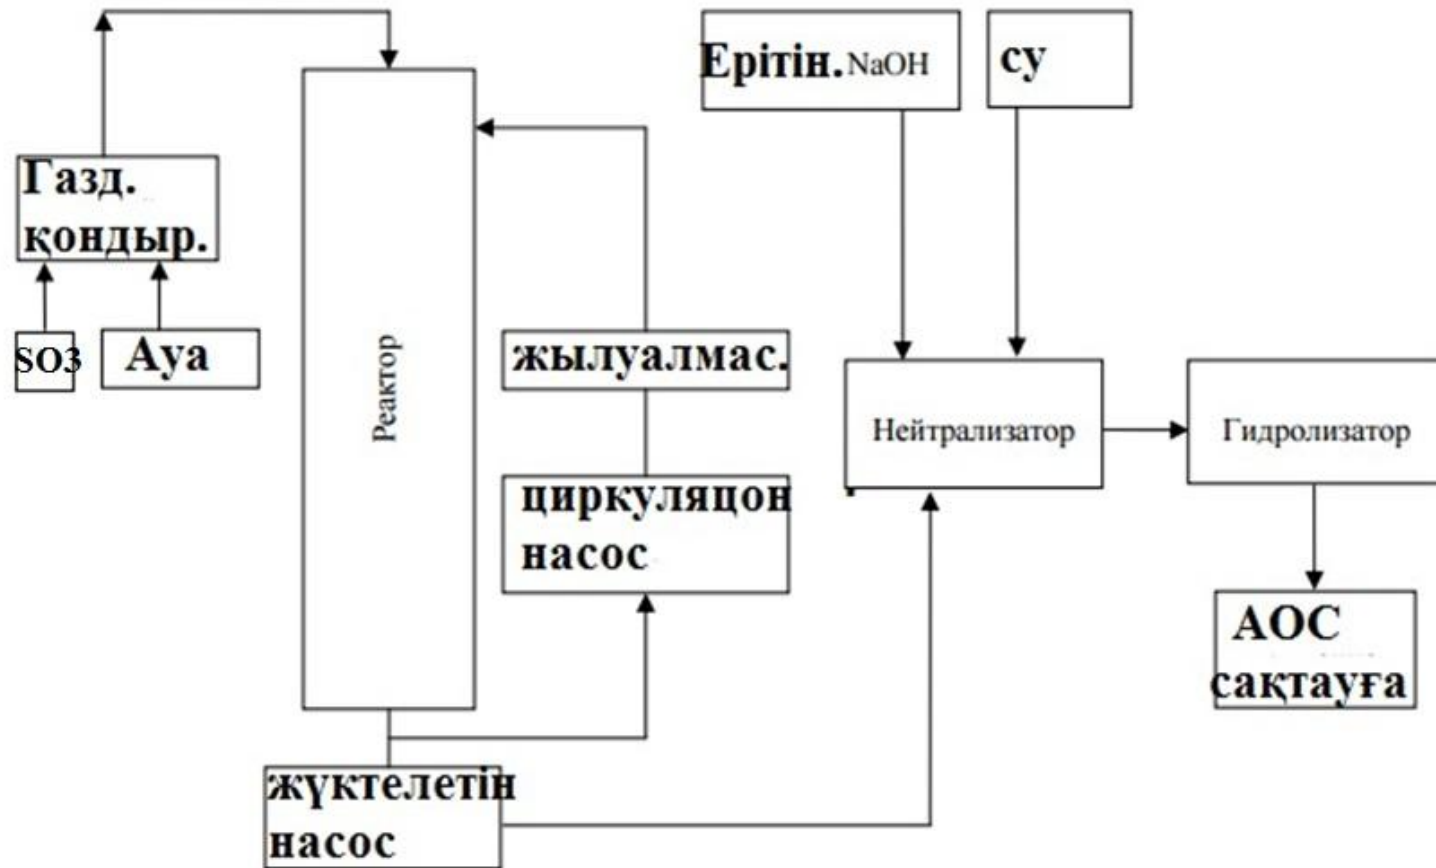 Ерітін. NaOH
су
Газд.
қондыр.
SO3
Ауа
Реактор
жылуалмас.
циркуляцон
насос
Нейтрализатор
Гидролизатор
АОС
сақтауға
жүктелетін
насос